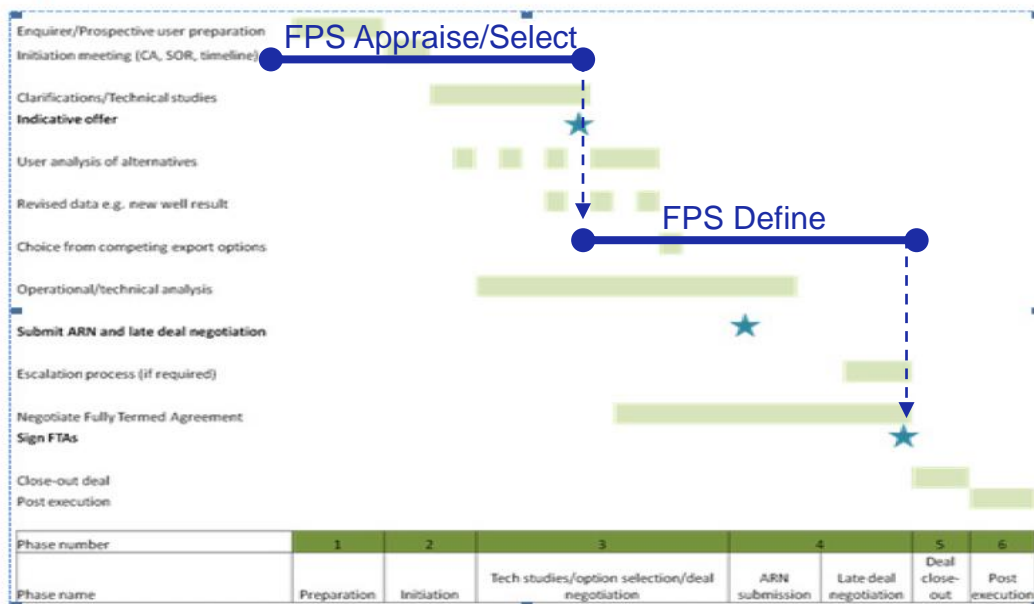 Enquirer/Prospective user preparation
FPS Appraise/Select
Initiation meeting (CA, SOR, timeline)
Clarifications/Technical studies
Indicative offer
User analysis of alternatives
Revised data e.g. new well result
FPS Define
Choice from competing export options
Operational/technical analysis
Submit ARN and late deal negotiation
Escalation process (if required)
Negotiate Fully Termed Agreement
Sign FTAs
Close-out deal
Post execution
Phase number 1 2 3 4 5 6
Phase name Preparation Initiation Tech studies/option selection/deal
negotiation ARN
submission Late deal
negotiation Deal
close-
out Post
execution